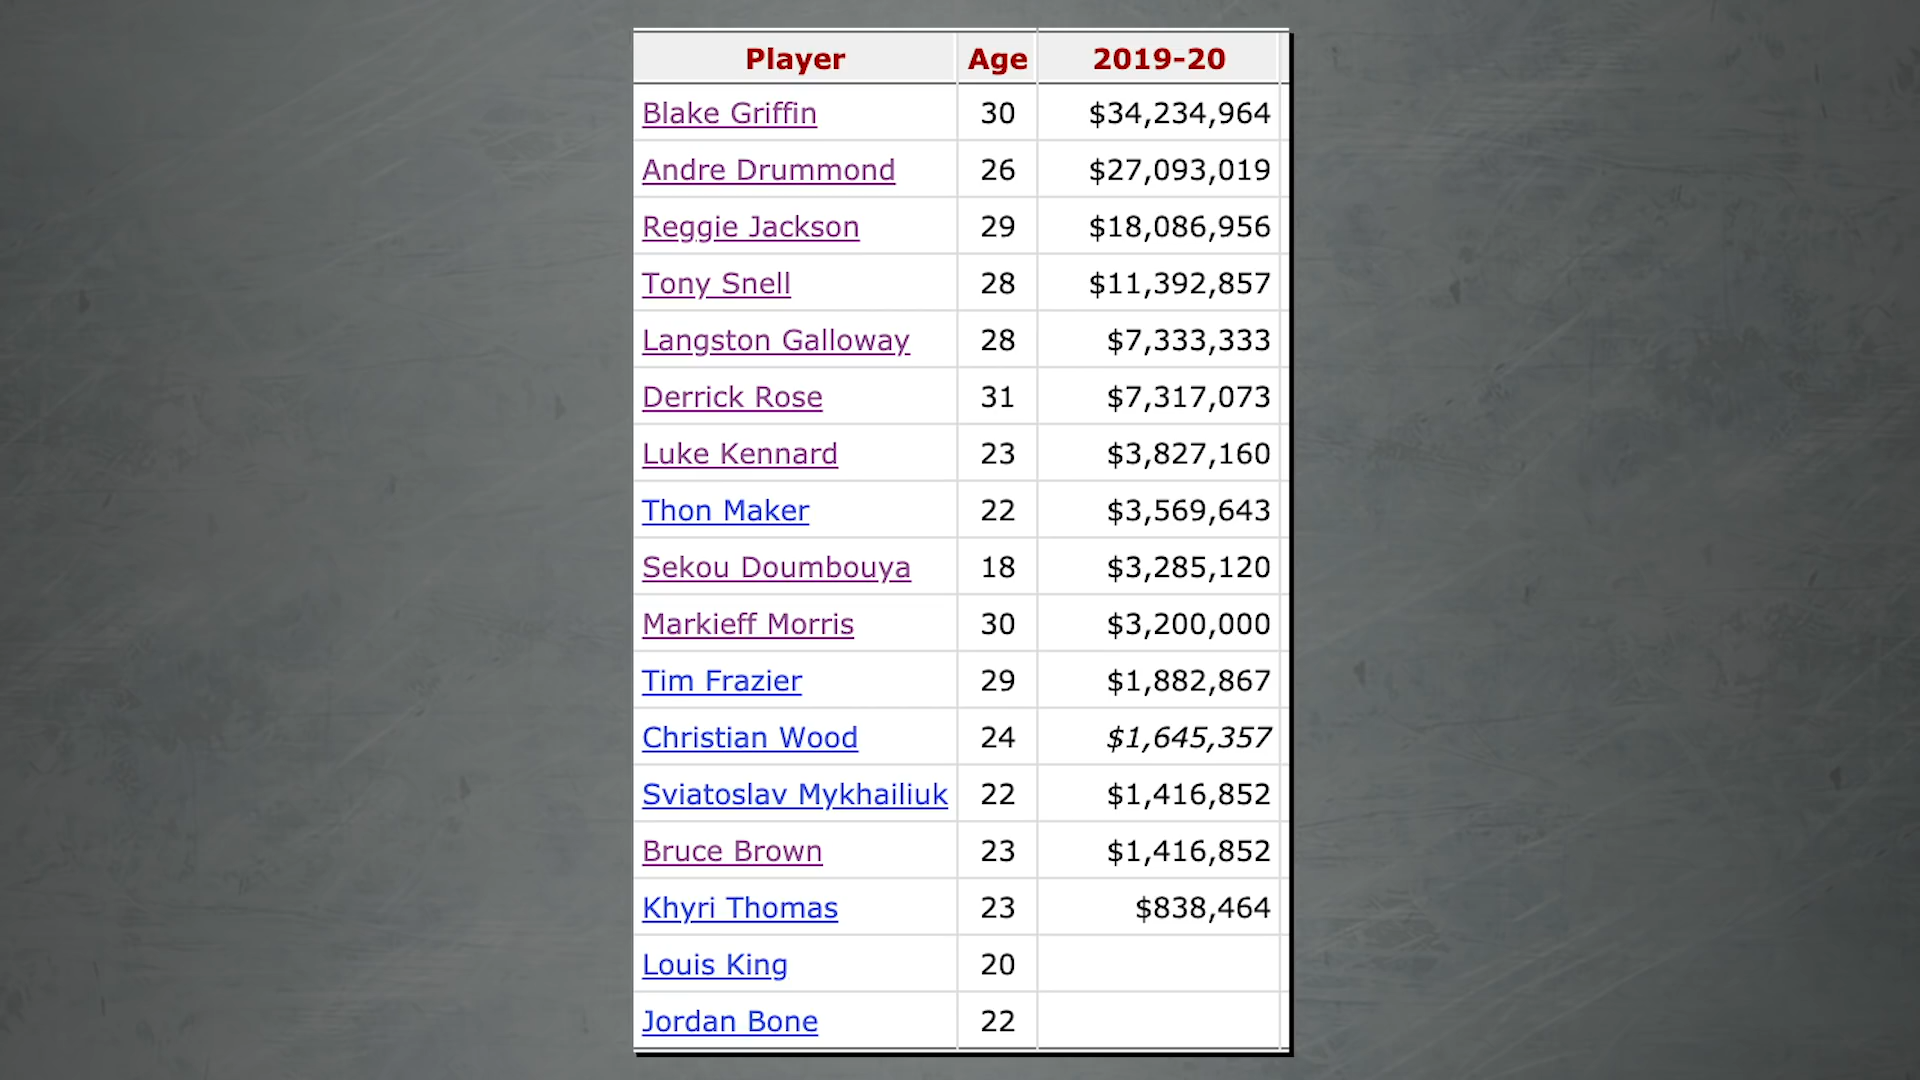 Player Age 2019-20
Blake Griffin 30 $34,234,964
Andre Drummond 26 $27,093,019
Reggie Jackson 29 $18,086,956
Tony Snell 28 $11,392,857
Langston Galloway 28 $7,333,333
Derrick Rose 31 $7,317,073
Luke Kennard 23 $3,827,160
Thon Maker 22 $3,569,643
Sekou Doumbouya 18 $3,285,120
Markieff Morris 30 $3,200,000
Tim Frazier 29 $1,882,867
Christian Wood 24 $1,645,357
Sviatoslav Mykhailiuk 22 $1,416,852
Bruce Brown 23 $1,416,852
Khyri Thomas 23 $838,464
Louis King 20
Jordan Bone 22